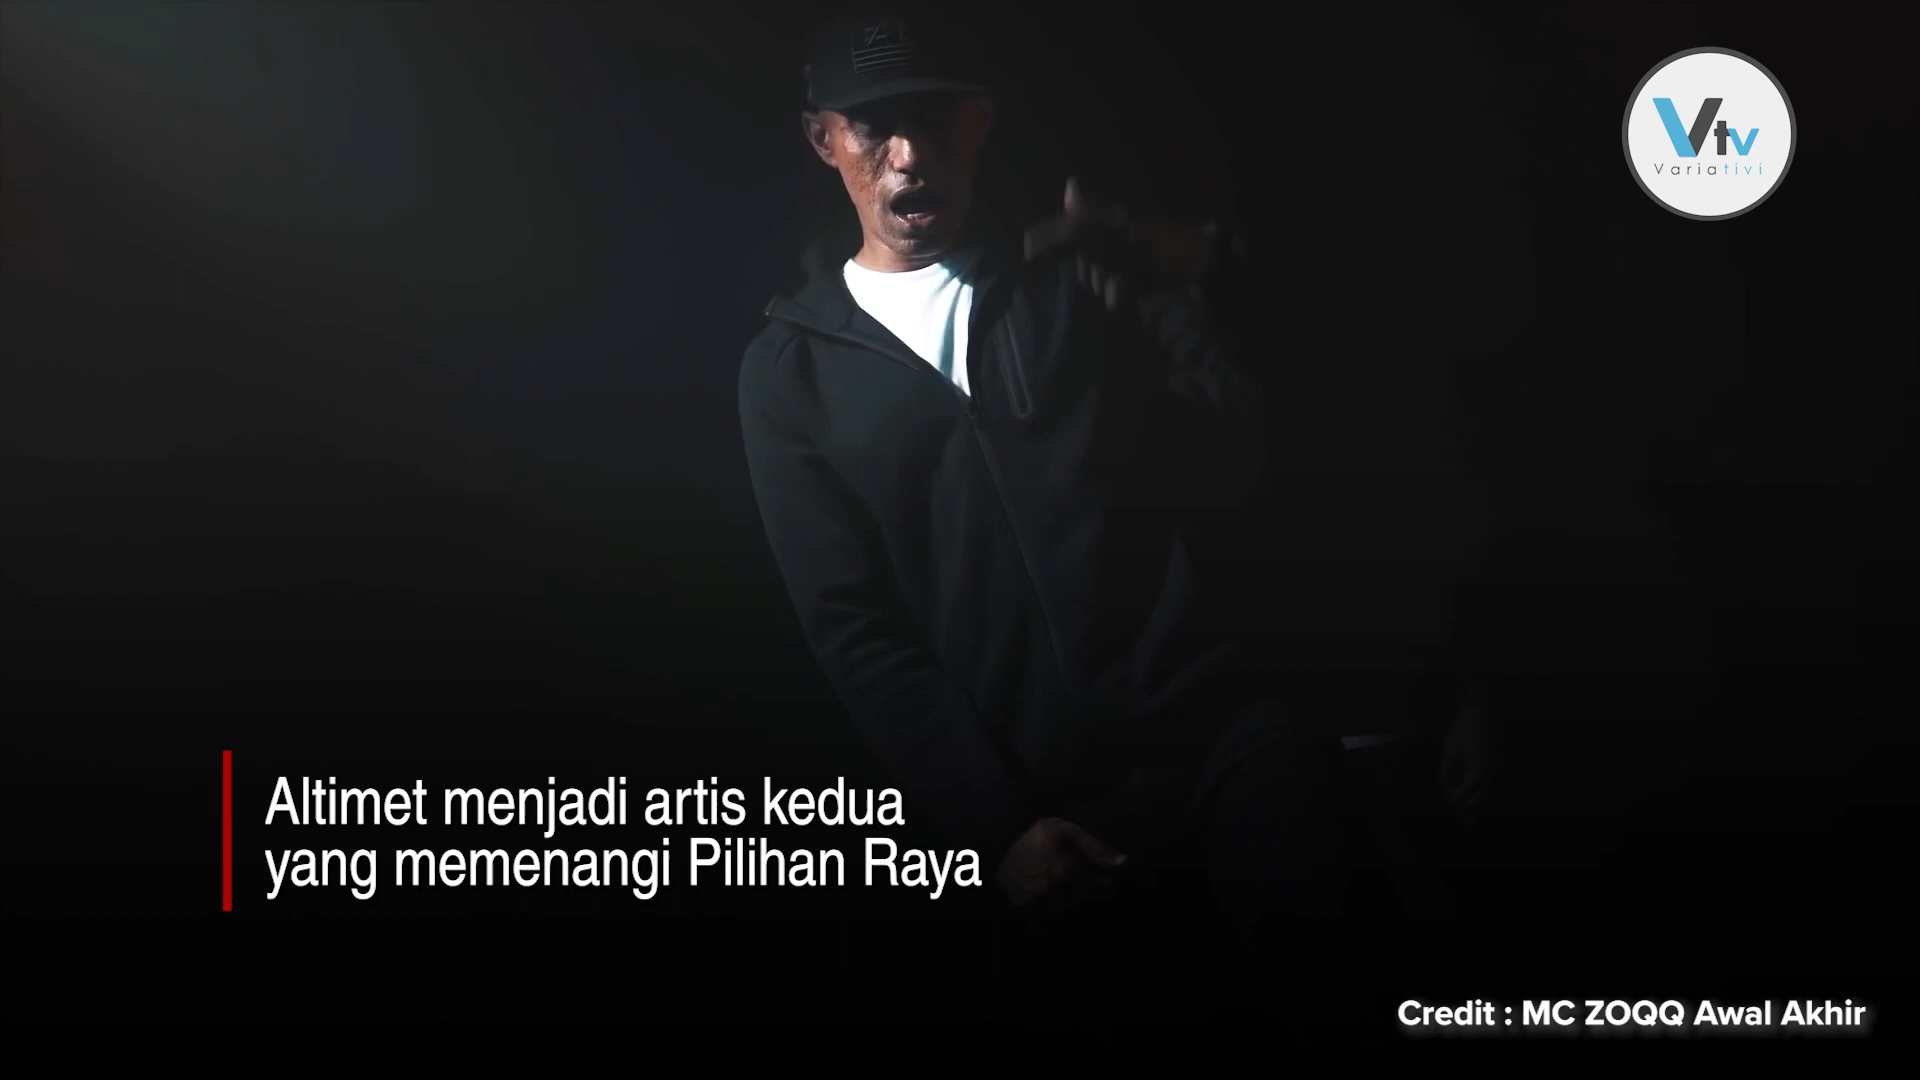 Vtv
Variativi
Altimet menjadi artis kedua
yang memenangi Pilihan Raya
Credit : MC ZOQQ Awal Akhir